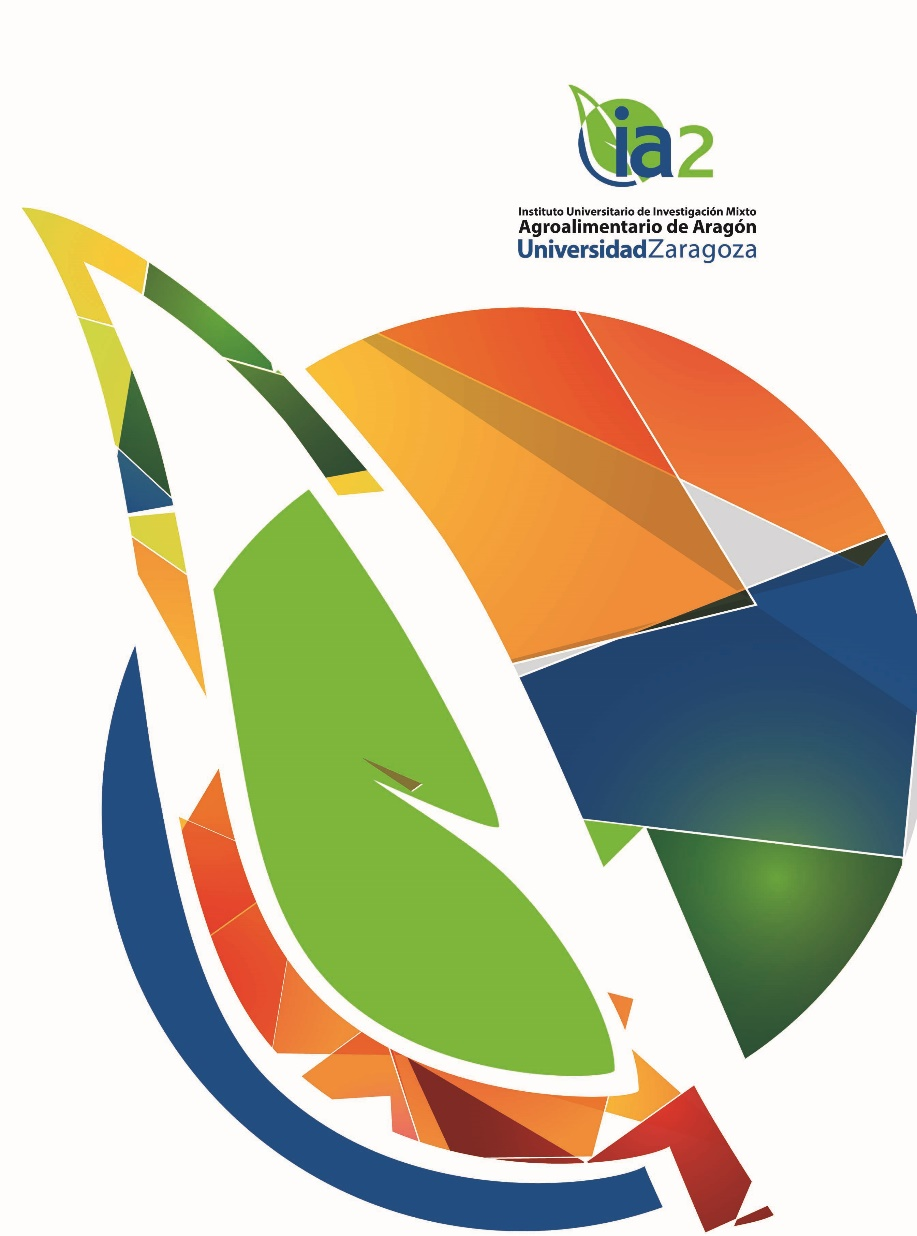 ia2
Instituto Universitario de Investigación Mixto
Agroalimentario de Aragón
UniversidadZaragoza